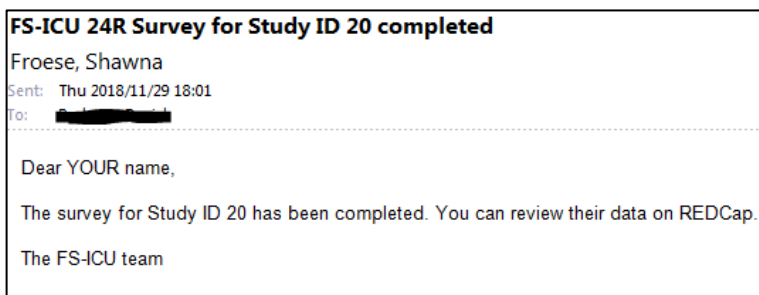 FS-ICU 24R Survey for Study ID 20 completed
Froese, Shawna
Sent: Thu 2018/11/29 18:01
To:
Dear YOUR name,
The survey for Study ID 20 has been completed. You can review their data on REDCap.
The FS-ICU team